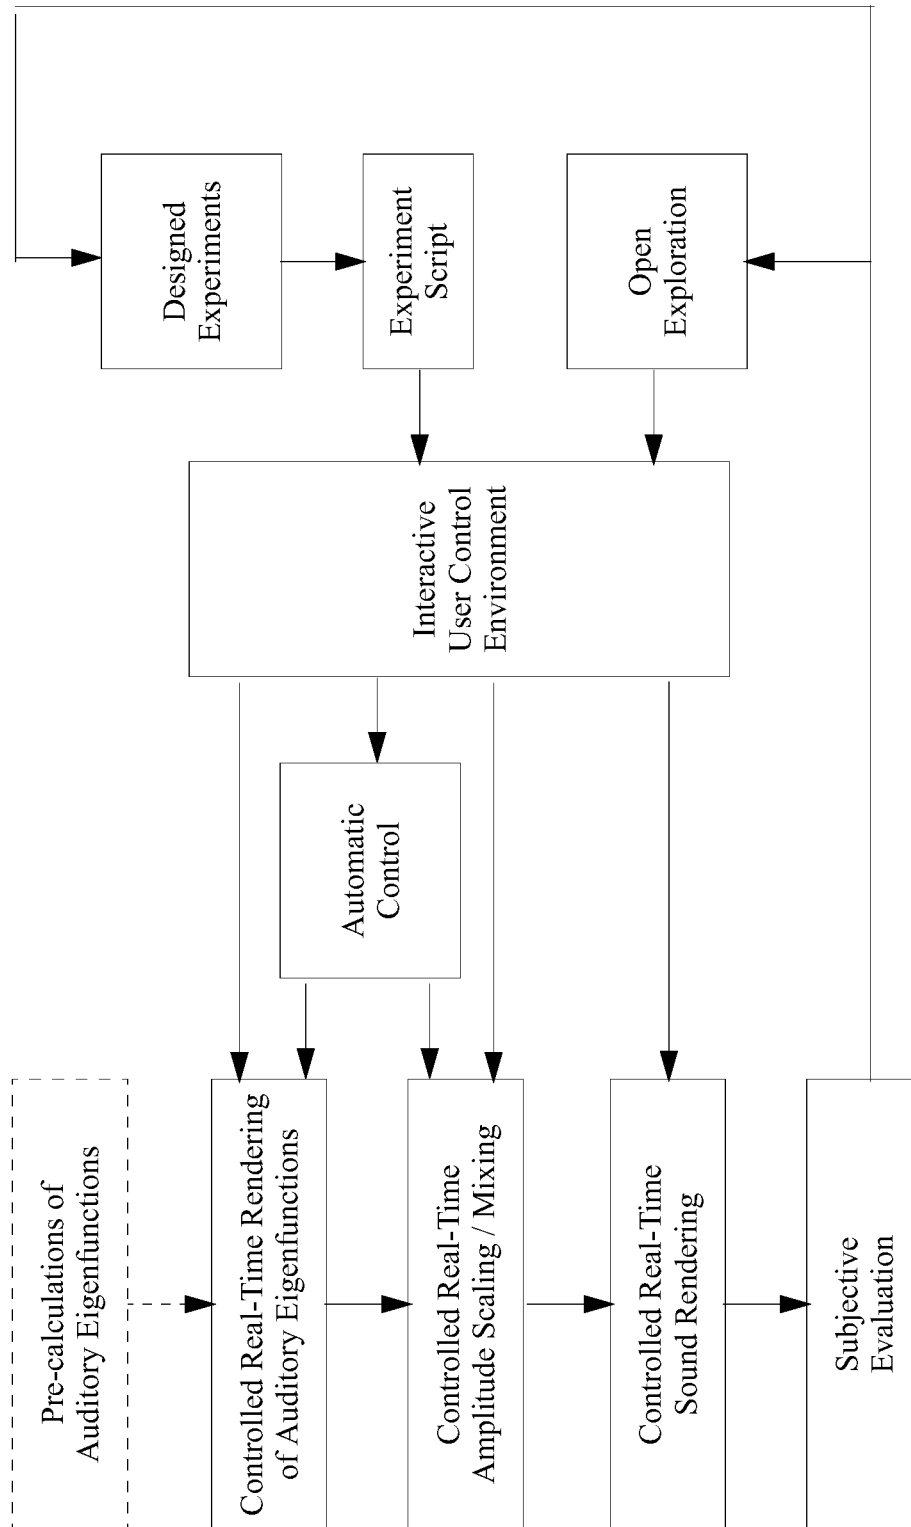 Pre-calculations of
Auditory Eigenfunctions
Controlled Real-Time Rendering
of Auditory Eigenfunctions
Controlled Real-Time
Amplitude Scaling / Mixing
Controlled Real-Time
Sound Rendering
Subjective
Evaluation
Automatic
Control
Interactive
User Control
Environment
Designed
Experiments
Experiment
Script
Open
Exploration